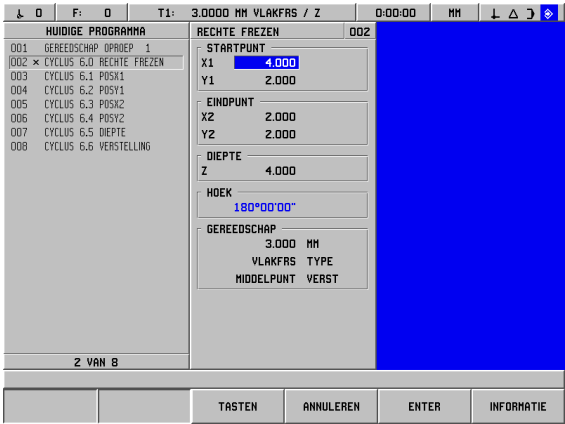 0 F: 0 T1: 3.0000 MM VLAKFRS / Z 0:00:00 MM
HUIDIGE PROGRAMMA
001 GEREEDSCHAP OPROEP 1
002 × CYCLUS 6.0 RECHTE FREZEN
003 CYCLUS 6.1 POSX1
004 CYCLUS 6.2 POSY1
005 CYCLUS 6.3 POSX2
006 CYCLUS 6.4 POSY2
007 CYCLUS 6.5 DIEPTE
008 CYCLUS 6.6 VERSTELLING
2 VAN 8
RECHTE FREZEN 002
STARTPUNT
X1 4.000
Y1 2.000
EINDPUNT
X2 2.000
Y2 2.000
DIEPTE
Z 4.000
HOEK
180°00'00"
GEREEDSCHAP
3.000 MM
VLAKFRS TYPE
MIDDELPUNT VERST
TASTEN ANNULEREN ENTER INFORMATIE